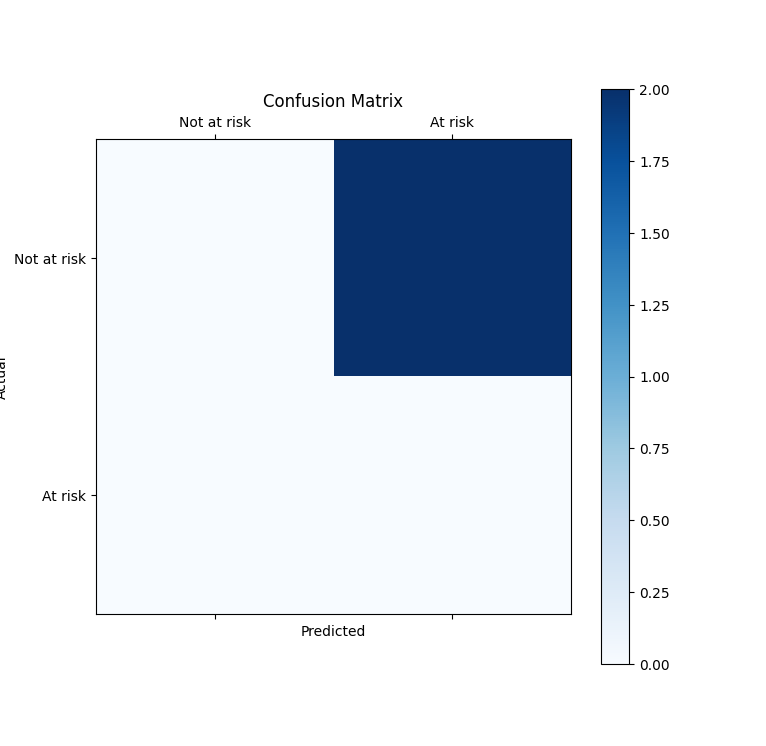 Confusion Matrix
Not at risk
At risk
Not at risk
At risk
Actual
Predicted
2.00
1.75
1.50
1.25
1.00
0.75
0.50
0.25
0.00